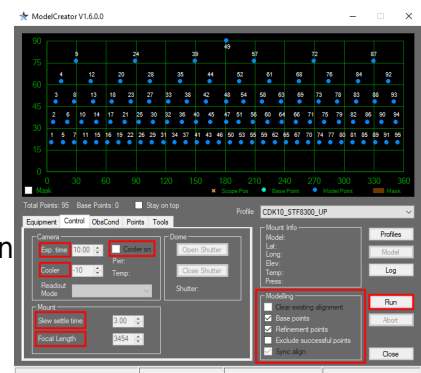 ModelCreator V1.6.0.0
90
49
75
9 24 39 57 72 87
60
4 12 20 28 35 44 52 61 68 76 84 92
45
3 8 13 18 23 27 33 38 42 48 54 58 63 69 73 78 83 88 93
30
2 6 10 14 17 21 25 30 32 36 40 43 47 51 56 60 64 67 71 75 79 82 86 90 94
15
1 5 7 11 15 16 19 22 26 29 31 34 37 41 45 46 50 53 55 59 62 65 66 70 74 77 80 81 85 89 91 95
0
0 30 60 90 120 150 180 210 240 270 300 330 360
Mask Scope Pos Base Point Model Point Mask
Total Points: 95 Base Points: 0 Stay on top
Profile CDK10_STF8300_UP
Equipment Control ObsCond Points Tools
Camera
Exp. time 10.00 Cooler on
Pwr:
Cooler -10 Temp:
Readout
Mode
Dome
Open Shutter
Close Shutter
Shutter:
Mount
Slew settle time 3.00
Focal Length 3454
Mount Info
Model:
Lat:
Long:
Elev:
Temp:
Press:
Modelling
Clear existing alignment
Base points
Refinement points
Exclude successful points
Sync align
Profiles
Model
Log
Run
Abort
Close
n